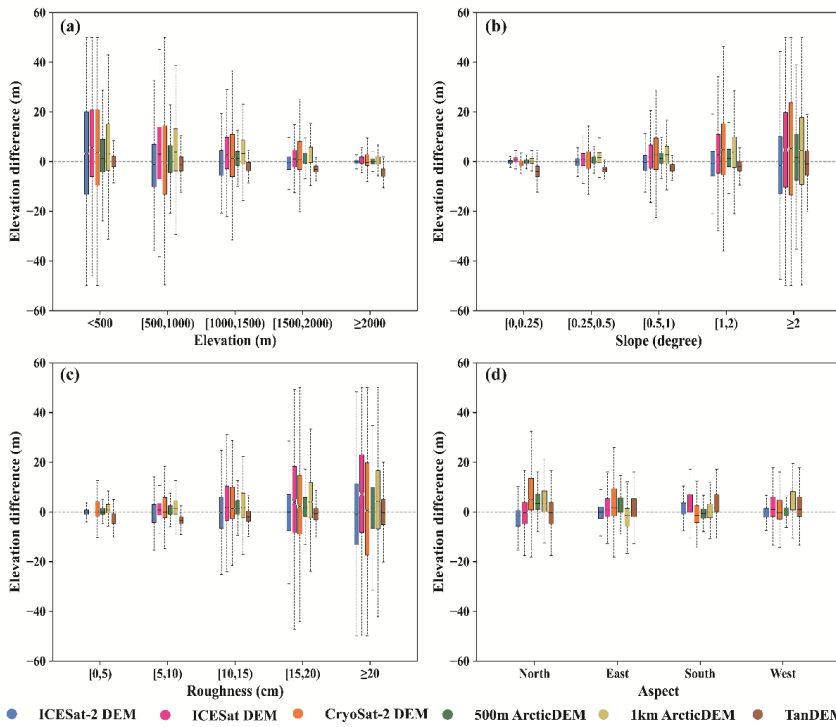 (a)
Elevation difference (m)
60
40
20
0
−20
−40
−60
<500 [500,1000) [1000,1500) [1500,2000) ≥2000
Elevation (m)
(b)
Elevation difference (m)
60
40
20
0
−20
−40
−60
[0,0.25) [0.25,0.5) [0.5,1) [1,2) ≥2
Slope (degree)
(c)
Elevation difference (m)
60
40
20
0
−20
−40
−60
[0,5) [5,10) [10,15) [15,20) ≥20
Roughness (cm)
(d)
Elevation difference (m)
60
40
20
0
−20
−40
−60
North East South West
Aspect
ICESat-2 DEM ICESat DEM CryoSat-2 DEM 500m ArcticDEM 1km ArcticDEM TanDEM